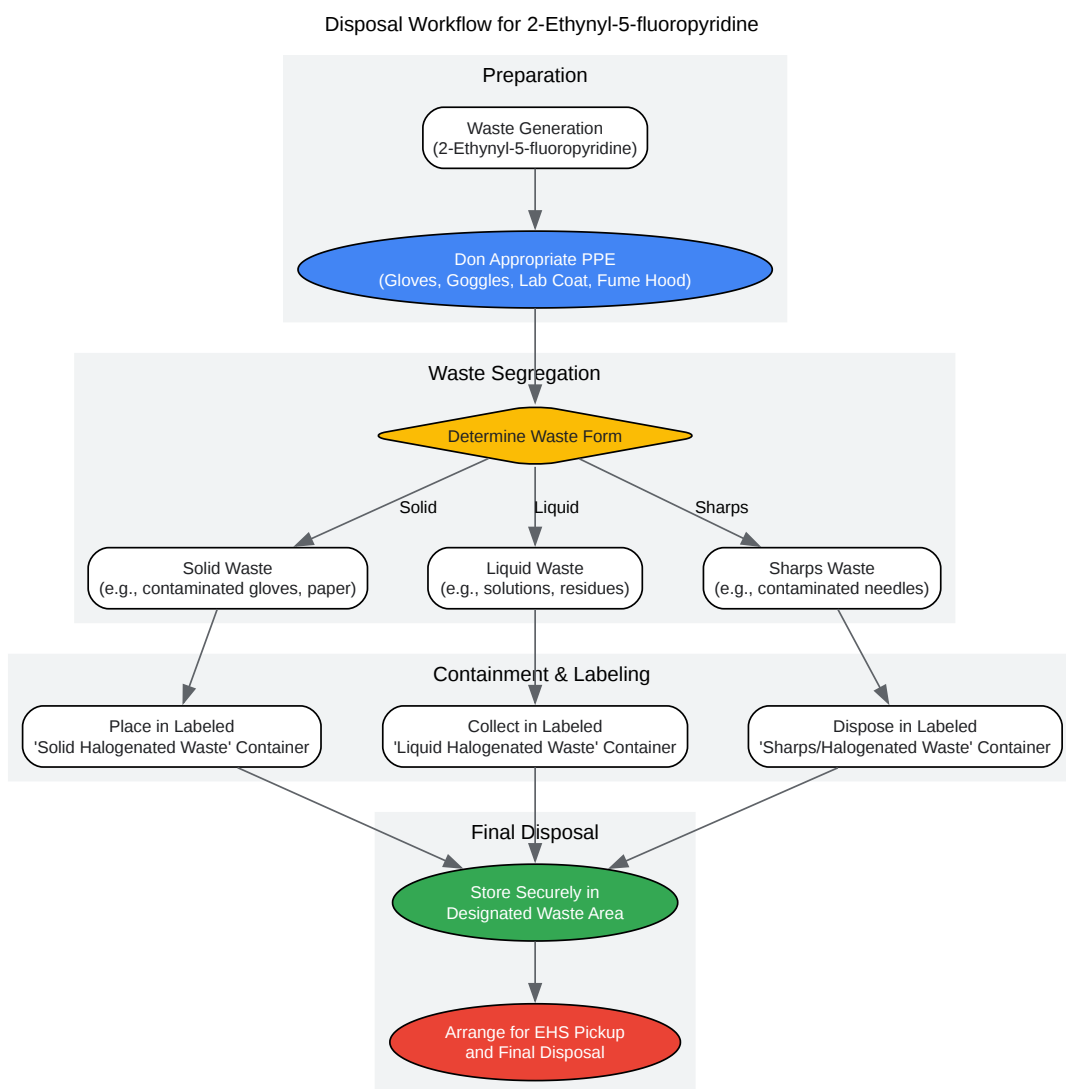 Disposal Workflow for 2-Ethynyl-5-fluoropyridine
Preparation
Waste Generation
(2-Ethynyl-5-fluoropyridine)
Don Appropriate PPE
(Gloves, Goggles, Lab Coat, Fume Hood)
Waste Segregation
Determine Waste Form
Solid
Liquid
Sharps
Solid Waste
(e.g., contaminated gloves, paper)
Liquid Waste
(e.g., solutions, residues)
Sharps Waste
(e.g., contaminated needles)
Containment & Labeling
Place in Labeled
'Solid Halogenated Waste' Container
Collect in Labeled
'Liquid Halogenated Waste' Container
Dispose in Labeled
'Sharps/Halogenated Waste' Container
Final Disposal
Store Securely in
Designated Waste Area
Arrange for EHS Pickup
and Final Disposal